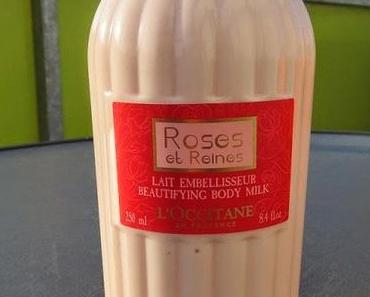 Roses
et Reines
LAIT EMBELLISSEUR
BEAUTIFYING BODY MILK
250 ml L'OCCITANE 8.4 fl.oz
EN PROVENCE